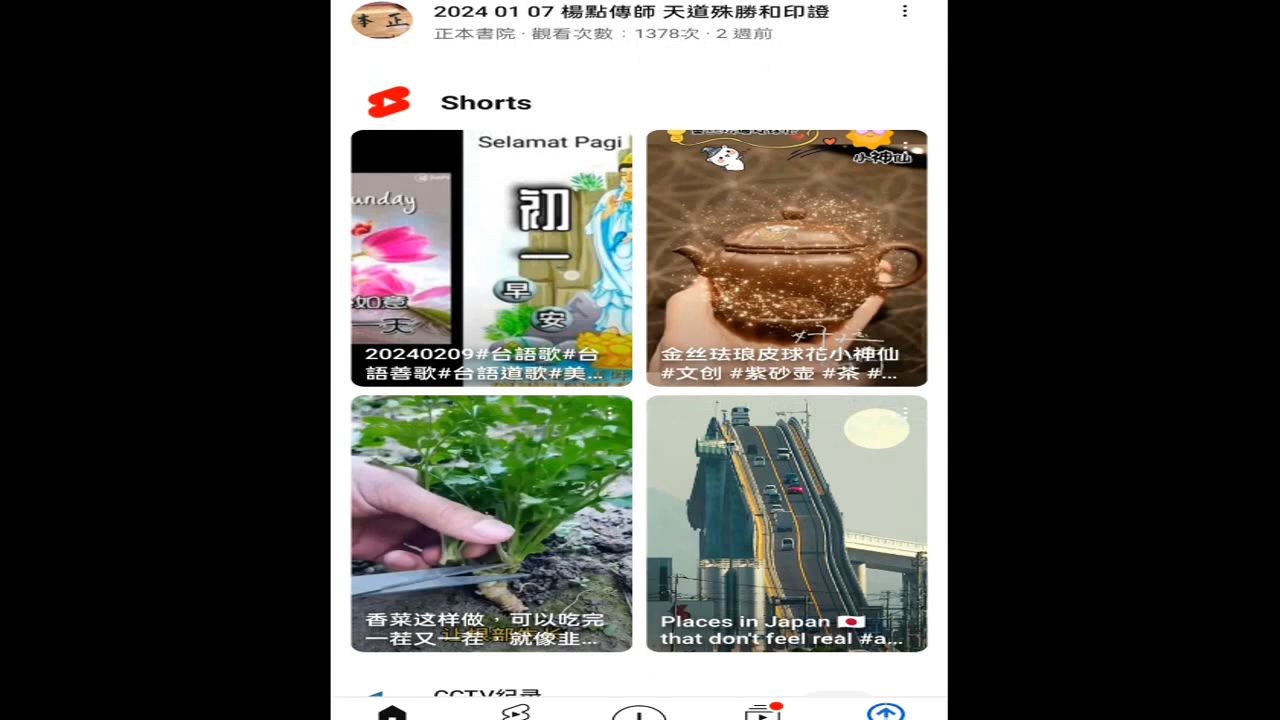 2024 01 07 楊點傳師 天道殊勝和印證
正本書院 · 觀看次數：1378次 · 2 週前
Shorts
Selamat Pagi
unday
初
一
早
安
如意
一天
20240209#台語歌#台
語善歌#台語道歌#美...
小神仙
金丝珐琅皮球花小神仙
#文创 #紫砂壶 #茶 #...
香菜这样做，可以吃完
一茬又一茬，就像韭...
Places in Japan 🇯🇵
that don't feel real #a...
CCTV纪录